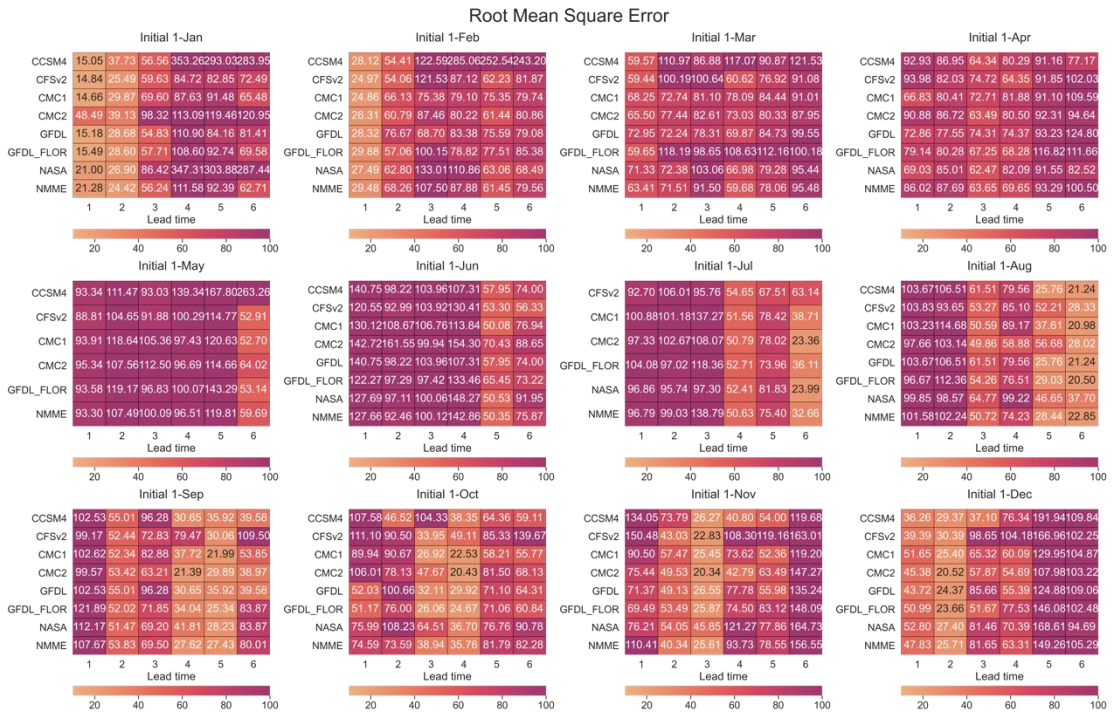 Root Mean Square Error
Initial 1-Jan
CCSM4 15.05 37.73 56.56 353.26 293.03 283.95
CFSv2 14.84 25.49 59.63 84.72 82.85 72.49
CMC1 14.66 29.87 69.60 87.63 91.48 65.48
CMC2 48.49 39.13 98.32 113.09 119.46 120.95
GFDL 15.18 28.68 54.83 110.90 84.16 81.41
GFDL_FLOR 15.49 28.60 57.71 108.60 92.74 69.58
NASA 21.00 26.90 86.42 347.31 303.88 287.44
NMME 21.28 24.42 56.24 111.58 92.39 62.71
1 2 3 4 5 6
Lead time
20 40 60 80 100
Initial 1-Feb
CCSM4 28.12 54.41 122.59 285.06 252.54 243.20
CFSv2 24.97 54.06 121.53 87.12 62.23 81.87
CMC1 24.86 66.13 75.38 79.10 75.35 79.74
CMC2 26.31 60.79 87.46 80.22 61.44 80.86
GFDL 28.32 76.67 68.70 83.38 75.59 79.08
GFDL_FLOR 29.88 57.06 100.15 78.82 77.51 85.38
NASA 27.49 62.80 133.01 110.86 63.06 68.49
NMME 29.48 68.26 107.50 87.88 61.45 79.56
1 2 3 4 5 6
Lead time
20 40 60 80 100
Initial 1-Mar
CCSM4 59.57 110.97 86.88 117.07 90.87 121.53
CFSv2 59.44 100.19 100.64 60.62 76.92 91.08
CMC1 68.25 72.74 81.10 78.09 84.44 91.01
CMC2 65.50 77.44 82.61 73.03 80.33 87.95
GFDL 72.95 72.24 78.31 69.87 74.73 99.55
GFDL_FLOR 59.65 118.19 98.65 108.63 112.16 100.18
NASA 71.33 72.38 103.06 66.98 79.28 95.44
NMME 63.41 71.51 91.50 59.68 78.06 95.48
1 2 3 4 5 6
Lead time
20 40 60 80 100
Initial 1-Apr
CCSM4 92.93 86.95 64.34 80.29 91.16 77.17
CFSv2 93.98 82.03 74.72 64.35 91.85 102.03
CMC1 66.83 80.41 72.71 81.88 91.10 109.59
CMC2 90.88 86.72 63.49 80.50 92.31 94.64
GFDL 72.86 77.55 74.31 74.37 93.23 124.80
GFDL_FLOR 79.14 80.28 67.25 68.28 116.82 111.66
NASA 69.03 85.01 62.47 82.09 91.55 82.52
NMME 86.02 87.69 63.65 69.65 93.29 100.50
1 2 3 4 5 6
Lead time
20 40 60 80 100
Initial 1-May
CCSM4 93.34 111.47 93.03 139.34 167.80 263.26
CFSv2 88.81 104.65 91.88 100.29 114.77 52.91
CMC1 93.91 118.64 105.36 97.43 120.63 52.70
CMC2 95.34 107.56 112.50 96.69 114.66 64.02
GFDL_FLOR 93.58 119.17 96.83 100.07 143.29 53.14
NMME 93.30 107.49 100.09 96.51 119.81 59.69
1 2 3 4 5 6
Lead time
20 40 60 80 100
Initial 1-Jun
CCSM4 140.75 98.22 103.96 107.31 57.95 74.00
CFSv2 120.55 92.99 103.92 130.41 53.30 56.33
CMC1 130.12 108.67 106.76 113.84 50.08 76.94
CMC2 142.72 161.55 99.94 154.30 70.43 88.65
GFDL 140.75 98.22 103.96 107.31 57.95 74.00
GFDL_FLOR 122.27 97.29 97.42 133.46 65.45 73.22
NASA 127.69 97.11 100.06 148.27 50.53 91.95
NMME 127.66 92.46 100.12 142.86 50.35 75.87
1 2 3 4 5 6
Lead time
20 40 60 80 100
Initial 1-Jul
CFSv2 92.70 106.01 95.76 54.65 67.51 63.14
CMC1 100.88 101.18 137.27 51.56 78.42 38.71
CMC2 97.33 102.67 108.07 50.79 78.02 23.36
GFDL_FLOR 104.08 97.02 118.36 52.71 73.96 36.11
NASA 96.86 95.74 97.30 52.41 81.83 23.99
NMME 96.79 99.03 138.79 50.63 75.40 32.66
1 2 3 4 5 6
Lead time
20 40 60 80 100
Initial 1-Aug
CCSM4 103.67 106.51 61.51 79.56 25.76 21.24
CFSv2 103.83 93.65 53.27 85.10 52.21 28.33
CMC1 103.23 114.68 50.59 89.17 37.61 20.98
CMC2 97.66 103.14 49.86 58.88 56.68 28.02
GFDL 103.67 106.51 61.51 79.56 25.76 21.24
GFDL_FLOR 96.67 112.36 54.26 76.51 29.03 20.50
NASA 99.85 98.57 64.77 99.22 46.65 37.70
NMME 101.58 102.24 50.72 74.23 28.44 22.85
1 2 3 4 5 6
Lead time
20 40 60 80 100
Initial 1-Sep
CCSM4 102.53 55.01 96.28 30.65 35.92 39.58
CFSv2 99.17 52.44 72.83 79.47 30.06 109.50
CMC1 102.62 52.34 82.88 37.72 21.99 53.85
CMC2 99.57 53.42 63.21 21.39 29.89 38.97
GFDL 102.53 55.01 96.28 30.65 35.92 39.58
GFDL_FLOR 121.89 52.02 71.85 34.04 25.34 83.87
NASA 112.17 51.47 69.20 41.81 28.23 83.87
NMME 107.67 53.83 69.50 27.62 27.43 80.01
1 2 3 4 5 6
Lead time
20 40 60 80 100
Initial 1-Oct
CCSM4 107.58 46.52 104.33 38.35 64.36 59.11
CFSv2 111.10 90.50 33.95 49.11 85.33 139.67
CMC1 89.94 90.67 26.92 22.53 58.21 55.77
CMC2 106.01 78.13 47.67 20.43 81.50 68.13
GFDL 52.03 100.66 32.11 29.92 71.10 64.31
GFDL_FLOR 51.17 76.00 26.06 24.67 71.06 60.84
NASA 75.99 108.23 64.51 36.70 76.76 90.78
NMME 74.59 73.59 38.94 35.76 81.79 82.28
1 2 3 4 5 6
Lead time
20 40 60 80 100
Initial 1-Nov
CCSM4 134.05 73.79 26.27 40.80 54.00 119.68
CFSv2 150.48 43.03 22.83 108.30 119.16 163.01
CMC1 90.50 57.47 25.45 73.62 52.36 119.20
CMC2 75.44 49.53 20.34 42.79 63.49 147.27
GFDL 71.37 49.13 26.55 77.78 55.98 135.24
GFDL_FLOR 69.49 53.49 25.87 74.50 83.12 148.09
NASA 76.21 54.05 45.85 121.27 77.86 164.73
NMME 110.41 40.34 25.61 93.73 78.55 156.55
1 2 3 4 5 6
Lead time
20 40 60 80 100
Initial 1-Dec
CCSM4 36.26 29.37 37.10 76.34 191.94 109.84
CFSv2 39.39 30.39 98.65 104.18 166.96 102.25
CMC1 51.65 25.40 65.32 60.09 129.95 104.87
CMC2 45.38 20.52 57.87 54.69 107.98 103.22
GFDL 43.72 24.37 85.66 55.39 124.88 109.06
GFDL_FLOR 50.99 23.66 51.67 77.53 146.08 102.48
NASA 52.80 27.40 81.46 70.39 168.61 94.69
NMME 47.83 25.71 81.65 63.31 149.26 105.29
1 2 3 4 5 6
Lead time
20 40 60 80 100